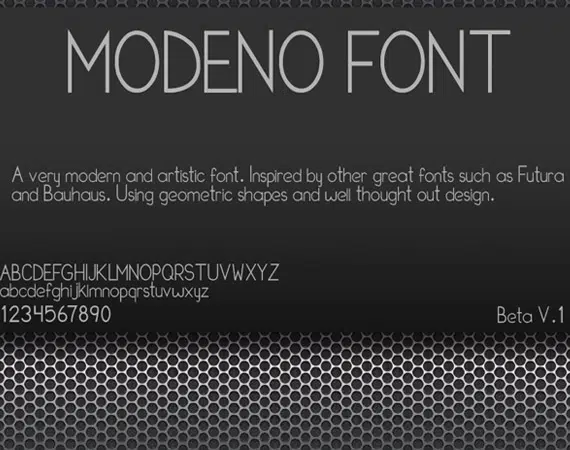 MODENO FONT
A very modern and artistic font. Inspired by other great fonts such as Futura
and Bauhaus. Using geometric shapes and well thought out design.
ABCDEFGHIJKLMNOPQRSTUVWXYZ
abcdefghijklmnopqrstuvwxyz
1234567890
Beta V.1